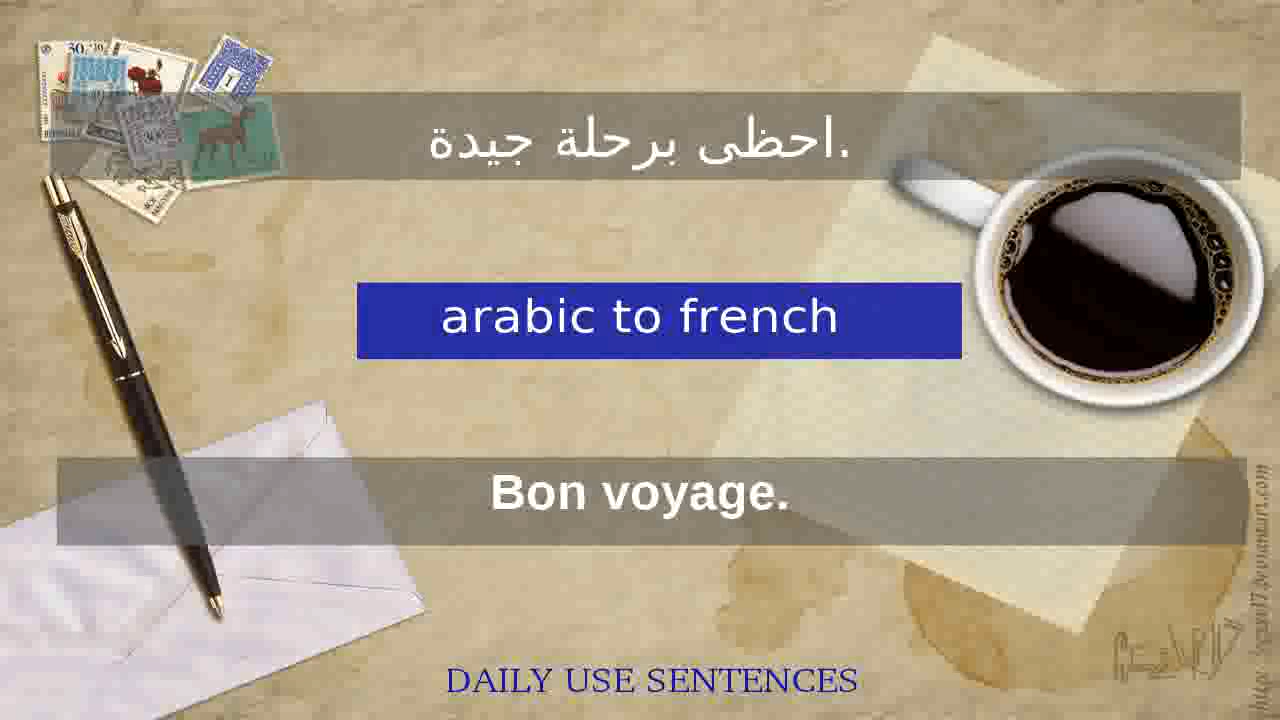 احظى برحلة جيدة.
arabic to french
Bon voyage.
DAILY USE SENTENCES